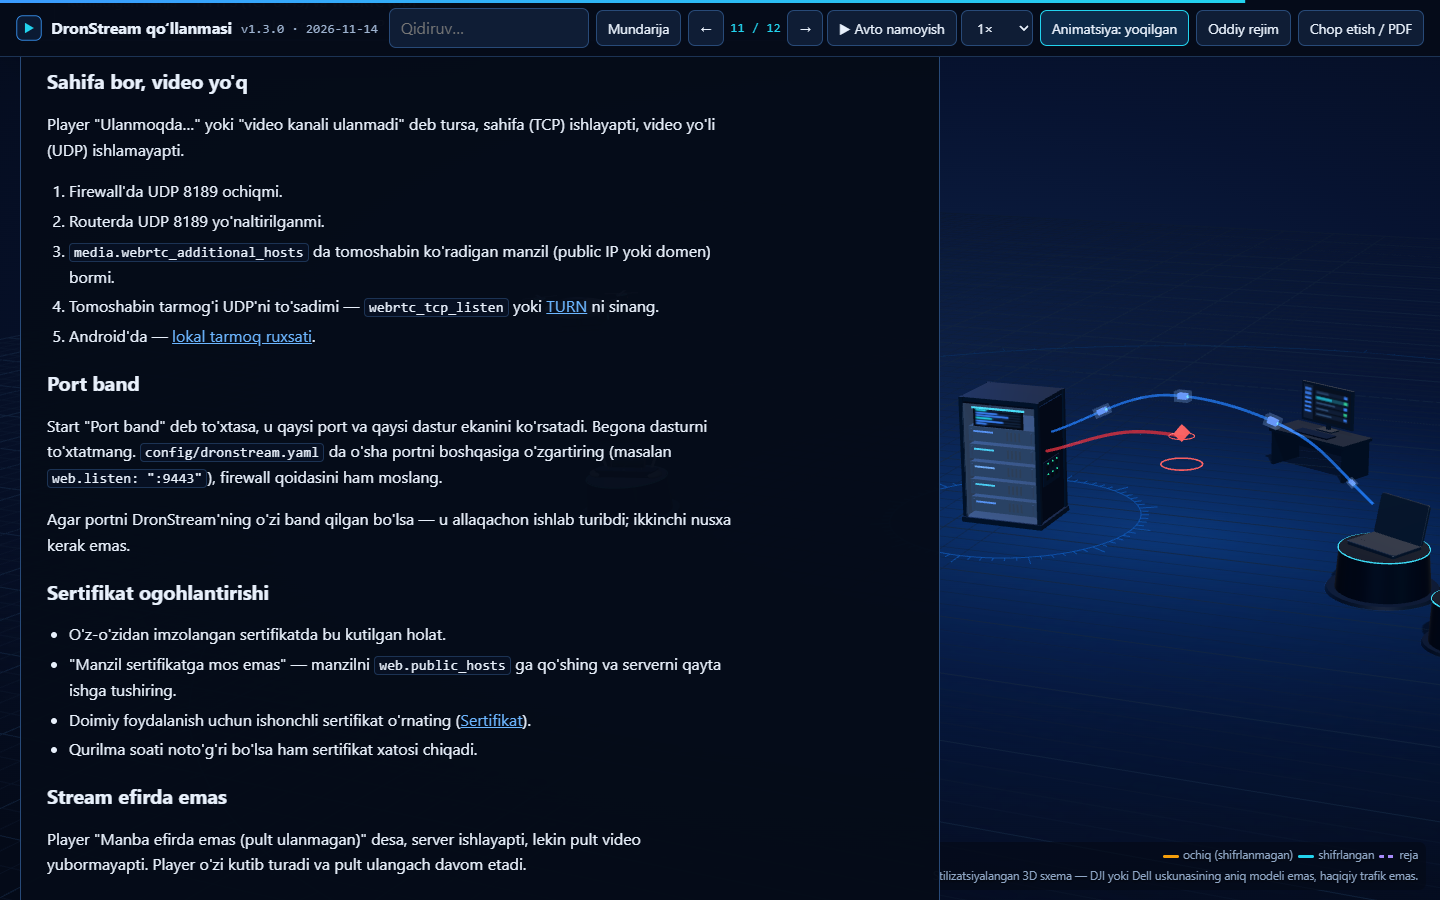 DronStream qoʻllanmasi v1.3.0 · 2026-11-14 Qidiruv... Mundarija ← 11 / 12 → ▶ Avto namoyish 1× Animatsiya: yoqilgan Oddiy rejim Chop etish / PDF
Sahifa bor, video yo'q
Player "Ulanmoqda…" yoki "video kanali ulanmadi" deb tursa, sahifa (TCP) ishlayapti, video yo'li
(UDP) ishlamayapti.
1. Firewall'da UDP 8189 ochiqmi.
2. Routerda UDP 8189 yo'naltirilganmi.
3. media.webrtc_additional_hosts da tomoshabin ko'radigan manzil (public IP yoki domen)
bormi.
4. Tomoshabin tarmog'i UDP'ni to'sadimi — webrtc_tcp_listen yoki TURN ni sinang.
5. Android'da — lokal tarmoq ruxsati.
Port band
Start "Port band" deb to'xtasa, u qaysi port va qaysi dastur ekanini ko'rsatadi. Begona dasturni
to'xtatmang. config/dronstream.yaml da o'sha portni boshqasiga o'zgartiring (masalan
web.listen: ":9443"), firewall qoidasini ham moslang.
Agar portni DronStream'ning o'zi band qilgan bo'lsa — u allaqachon ishlab turibdi; ikkinchi nusxa
kerak emas.
Sertifikat ogohlantirishi
• O'z-o'zidan imzolangan sertifikatda bu kutilgan holat.
• "Manzil sertifikatga mos emas" — manzilni web.public_hosts ga qo'shing va serverni qayta
ishga tushiring.
• Doimiy foydalanish uchun ishonchli sertifikat o'rnating (Sertifikat).
• Qurilma soati noto'g'ri bo'lsa ham sertifikat xatosi chiqadi.
Stream efirda emas
Player "Manba efirda emas (pult ulanmagan)" desa, server ishlayapti, lekin pult video
yubormayapti. Player o'zi kutib turadi va pult ulangach davom etadi.
ochiq (shifrlanmagan) shifrlangan reja
tilizatsiyalangan 3D sxema — DJI yoki Dell uskunasining aniq modeli emas, haqiqiy trafik emas.